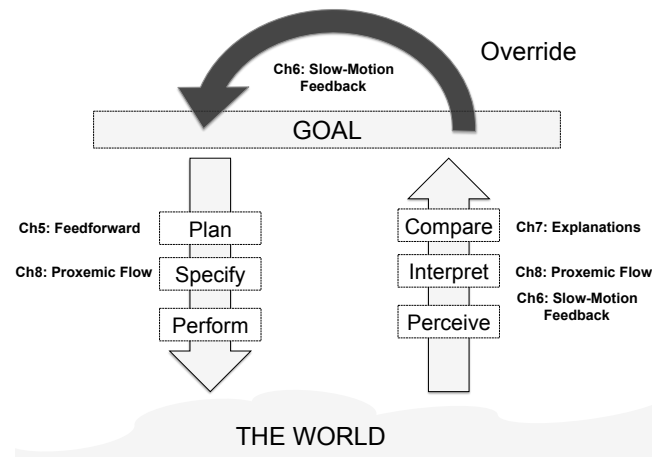 Override
Ch6: Slow-Motion
Feedback
GOAL
Ch5: Feedforward
Plan
Compare
Ch7: Explanations
Ch8: Proxemic Flow
Specify
Interpret
Ch8: Proxemic Flow
Perform
Perceive
Ch6: Slow-Motion
Feedback
THE WORLD